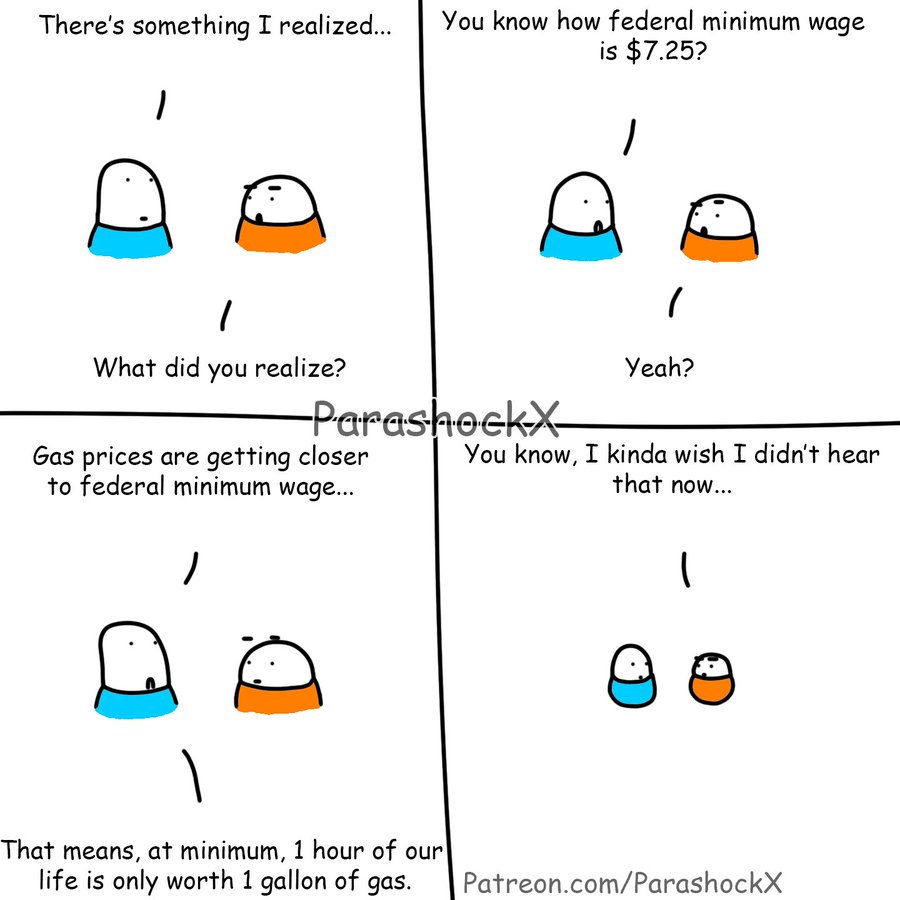 There's something I realized...
What did you realize?
You know how federal minimum wage
is $7.25?
Yeah?
ParashockX
Gas prices are getting closer
to federal minimum wage...
That means, at minimum, 1 hour of our
life is only worth 1 gallon of gas.
You know, I kinda wish I didn't hear
that now...
Patreon.com/ParashockX